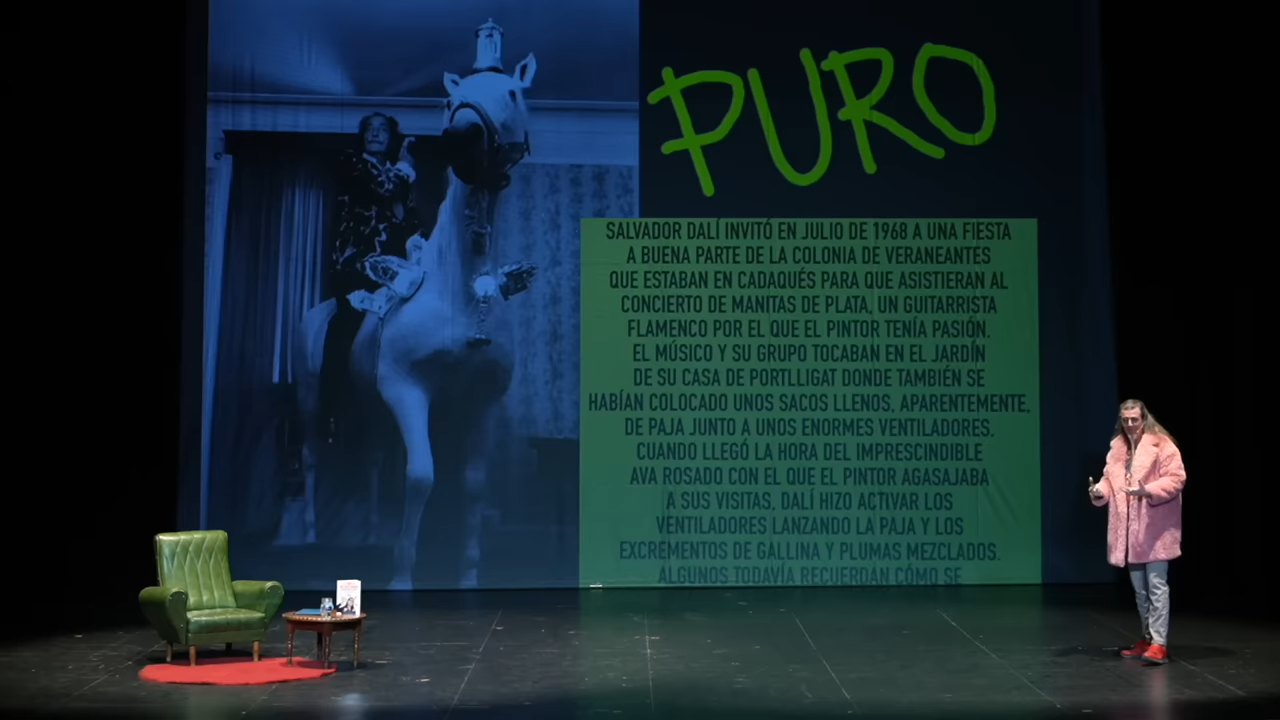 PURO
SALVADOR DALÍ INVITÓ EN JULIO DE 1968 A UNA FIESTA
A BUENA PARTE DE LA COLONIA DE VERANEANTES
QUE ESTABAN EN CADAQUÉS PARA QUE ASISTIERAN AL
CONCIERTO DE MANITAS DE PLATA, UN GUITARRISTA
FLAMENCO POR EL QUE EL PINTOR TENÍA PASIÓN.
EL MÚSICO Y SU GRUPO TOCABAN EN EL JARDÍN
DE SU CASA DE PORTLLIGAT DONDE TAMBIÉN SE
HABÍAN COLOCADO UNOS SACOS LLENOS, APARENTEMENTE,
DE PAJA JUNTO A UNOS ENORMES VENTILADORES.
CUANDO LLEGÓ LA HORA DEL IMPRESCINDIBLE
AVA ROSADO CON EL QUE EL PINTOR AGASAJABA
A SUS VISITAS, DALÍ HIZO ACTIVAR LOS
VENTILADORES LANZANDO LA PAJA Y LOS
EXCREMENTOS DE GALLINA Y PLUMAS MEZCLADOS.
ALGUNOS TODAVÍA RECUERDAN CÓMO SE